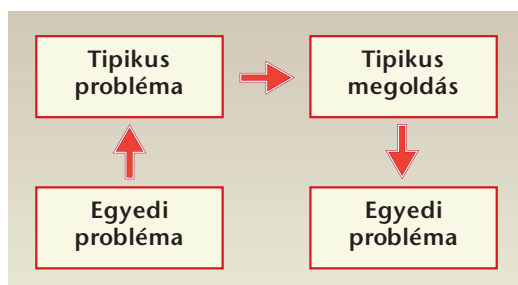 Tipikus
probléma
Tipikus
megoldás
Egyedi
probléma
Egyedi
probléma